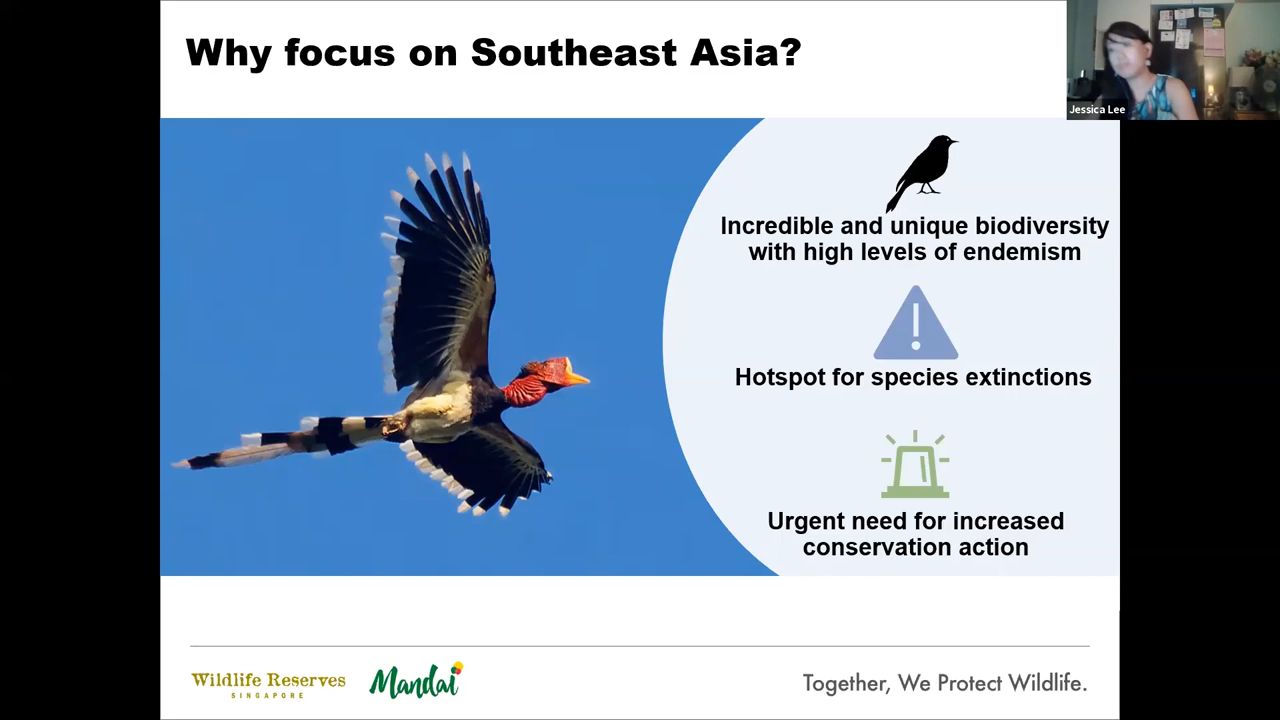 Why focus on Southeast Asia?
Jessica Lee
Incredible and unique biodiversity
with high levels of endemism
Hotspot for species extinctions
Urgent need for increased
conservation action
Wildlife Reserves
SINGAPORE
Mandai
Together, We Protect Wildlife.